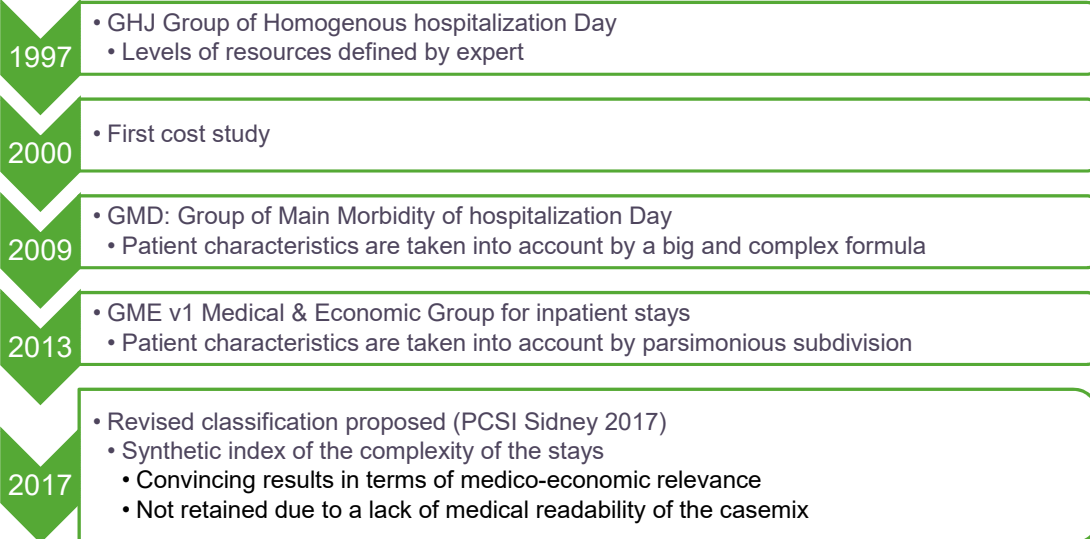 1997
• GHJ Group of Homogenous hospitalization Day
• Levels of resources defined by expert
2000
• First cost study
2009
• GMD: Group of Main Morbidity of hospitalization Day
• Patient characteristics are taken into account by a big and complex formula
2013
• GME v1 Medical & Economic Group for inpatient stays
• Patient characteristics are taken into account by parsimonious subdivision
2017
• Revised classification proposed (PCSI Sidney 2017)
• Synthetic index of the complexity of the stays
• Convincing results in terms of medico-economic relevance
• Not retained due to a lack of medical readability of the casemix